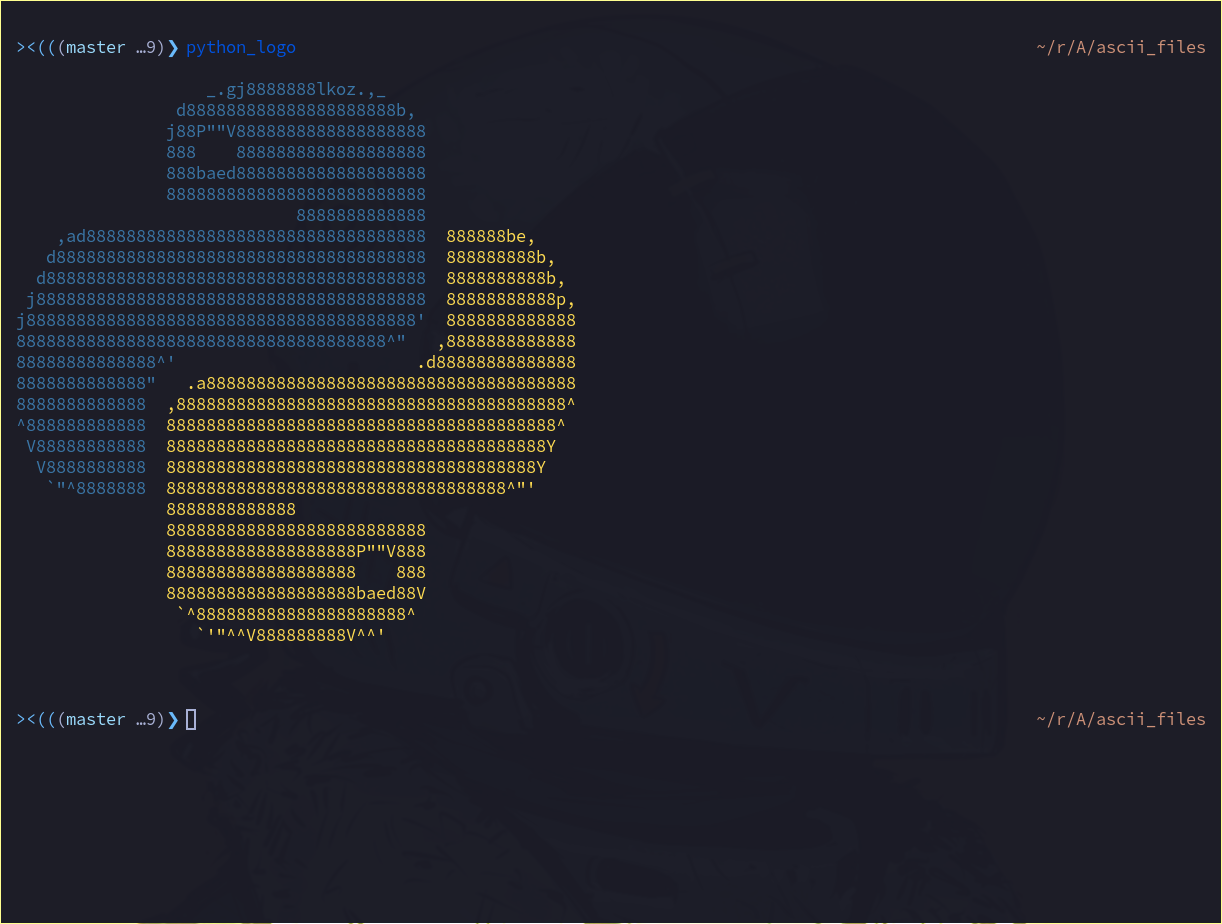 ><(((master …9)❯ python_logo ~/r/A/ascii_files
                   _.gj8888888lkoz.,_
                d888888888888888888888b,
               j88P""V8888888888888888888
               888    8888888888888888888
               888baed8888888888888888888
               88888888888888888888888888
                            8888888888888
    ,ad8888888888888888888888888888888888  888888be,
   d8888888888888888888888888888888888888  888888888b,
  d88888888888888888888888888888888888888  8888888888b,
 j888888888888888888888888888888888888888  88888888888p,
j888888888888888888888888888888888888888'  8888888888888
8888888888888888888888888888888888888^"   ,8888888888888
88888888888888^'                        .d88888888888888
8888888888888"   .a8888888888888888888888888888888888888
8888888888888  ,888888888888888888888888888888888888888^
^888888888888  888888888888888888888888888888888888888^
 V88888888888  88888888888888888888888888888888888888Y
  V8888888888  8888888888888888888888888888888888888Y
   `"^8888888  8888888888888888888888888888888888^"'
               8888888888888
               88888888888888888888888888
               8888888888888888888P""V888
               8888888888888888888    888
               8888888888888888888baed88V
                `^888888888888888888888^
                  `'"^^V888888888V^^'
><(((master …9)❯ ~/r/A/ascii_files